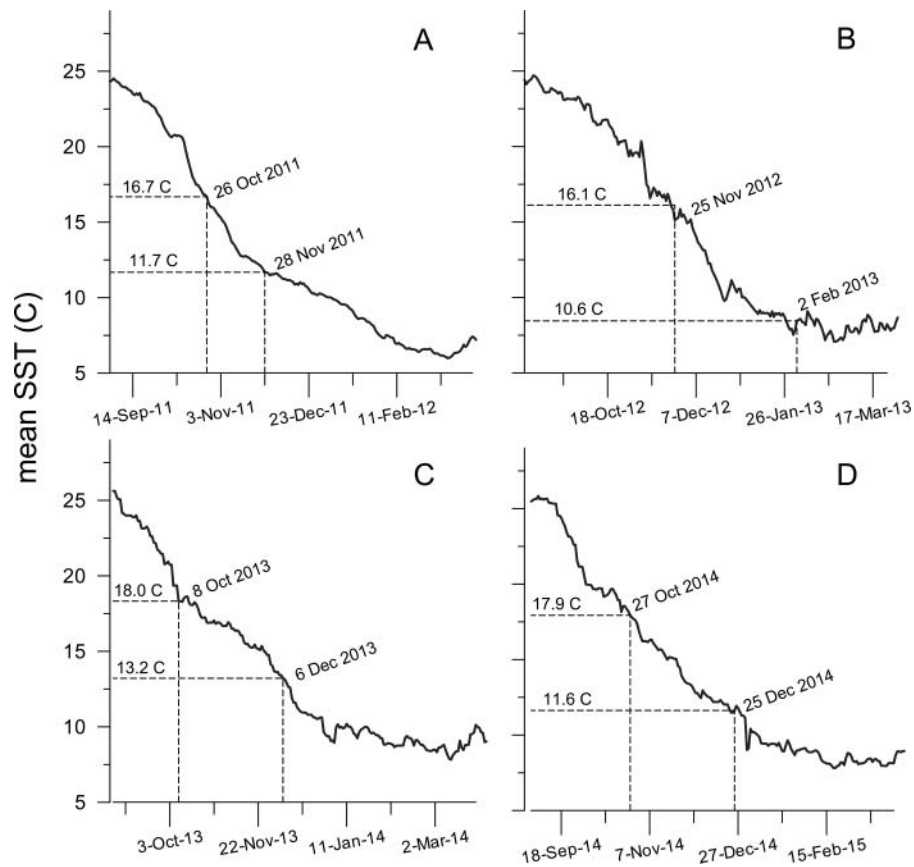 mean SST (C)
A
25
20
15
10
5
16.7 C
26 Oct 2011
11.7 C
28 Nov 2011
14-Sep-11
3-Nov-11
23-Dec-11
11-Feb-12
B
16.1 C
25 Nov 2012
10.6 C
2 Feb 2013
18-Oct-12
7-Dec-12
26-Jan-13
17-Mar-13
C
25
20
15
10
5
18.0 C
8 Oct 2013
13.2 C
6 Dec 2013
3-Oct-13
22-Nov-13
11-Jan-14
2-Mar-14
D
17.9 C
27 Oct 2014
11.6 C
25 Dec 2014
18-Sep-14
7-Nov-14
27-Dec-14
15-Feb-15